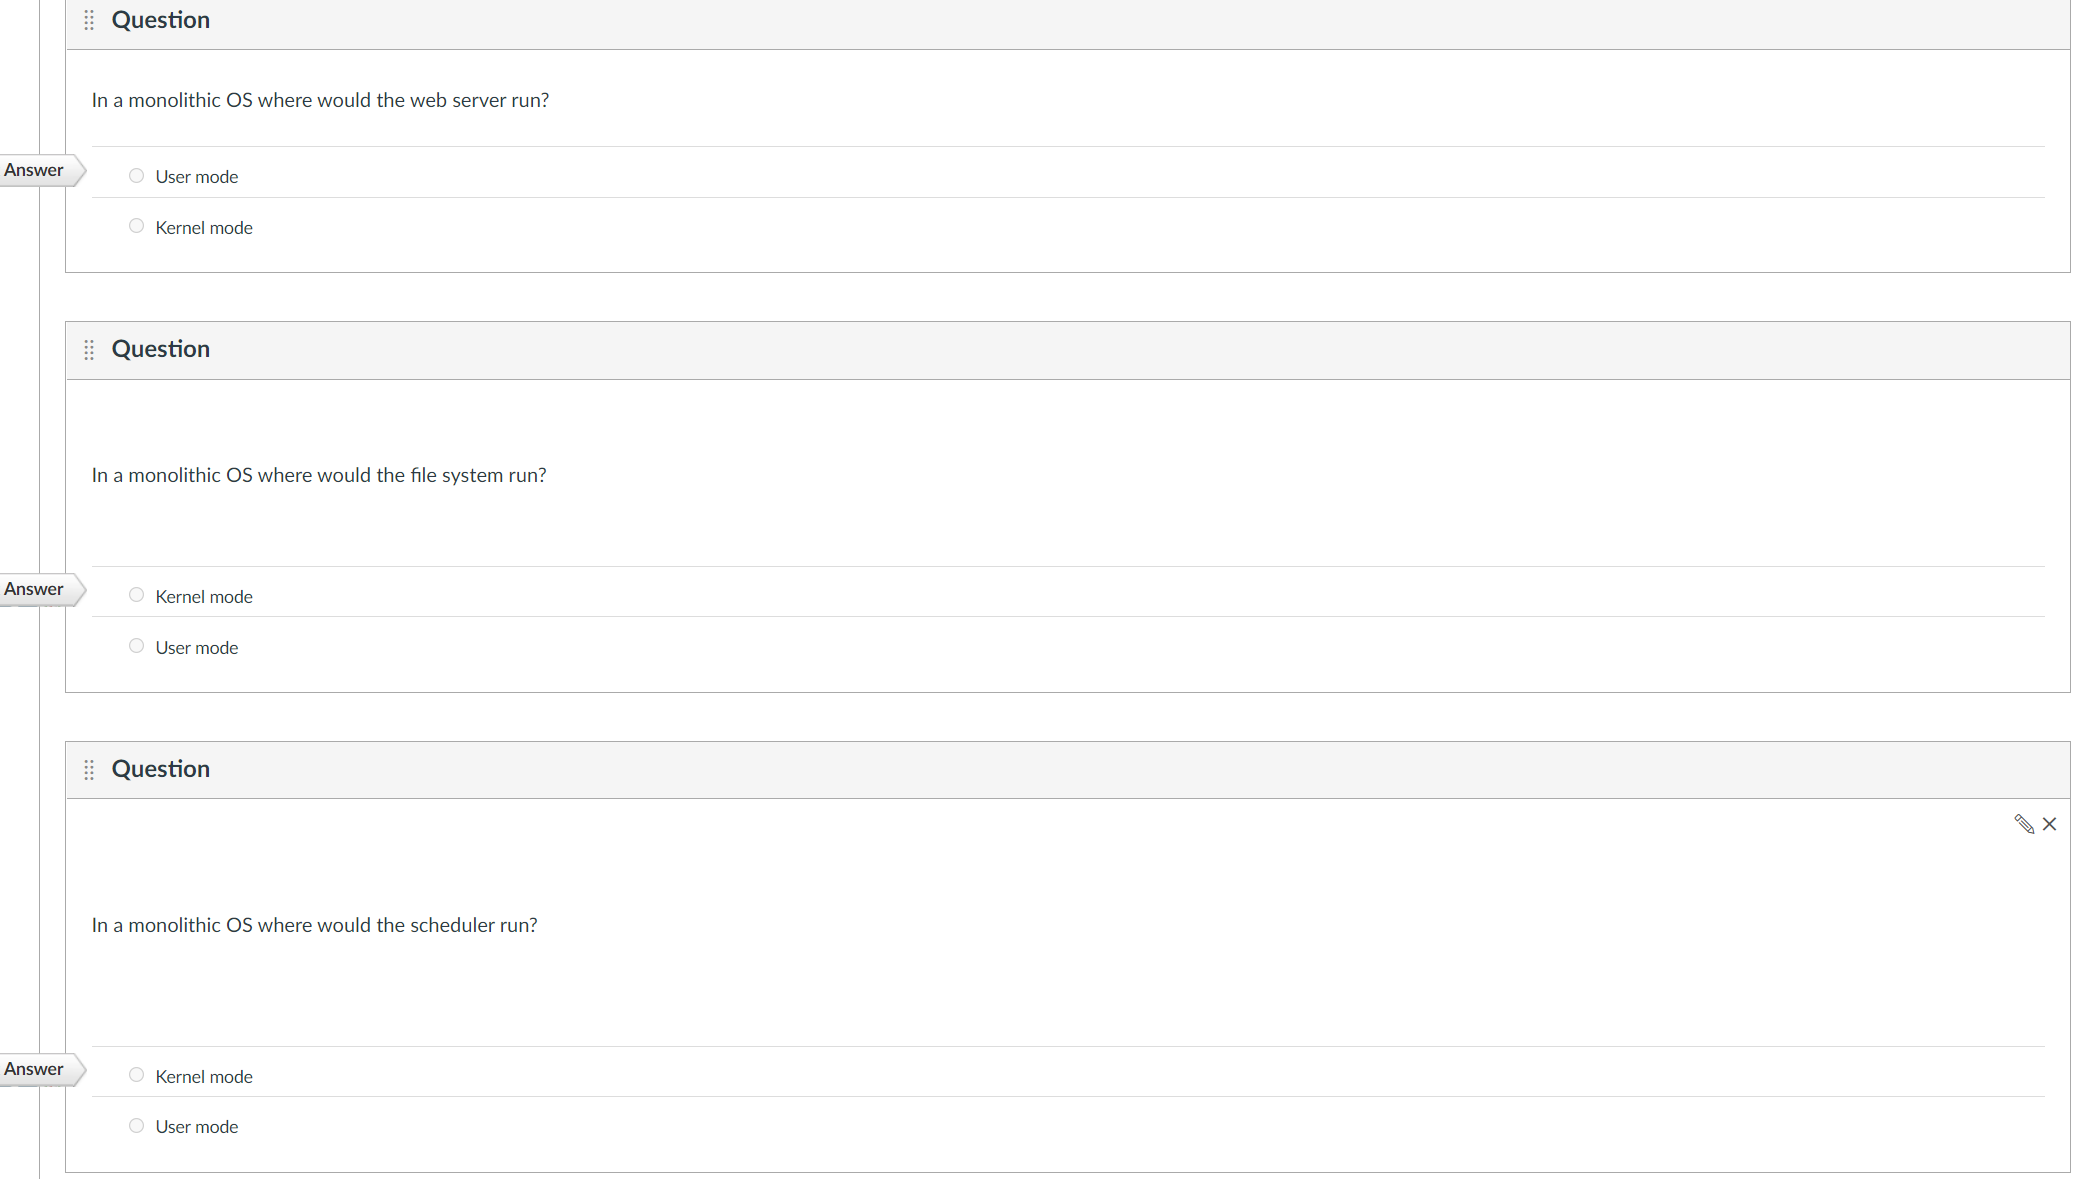 Question
In a monolithic OS where would the web server run?
Answer
User mode
Kernel mode
Question
In a monolithic OS where would the file system run?
Answer
Kernel mode
User mode
Question
In a monolithic OS where would the scheduler run?
Answer
Kernel mode
User mode